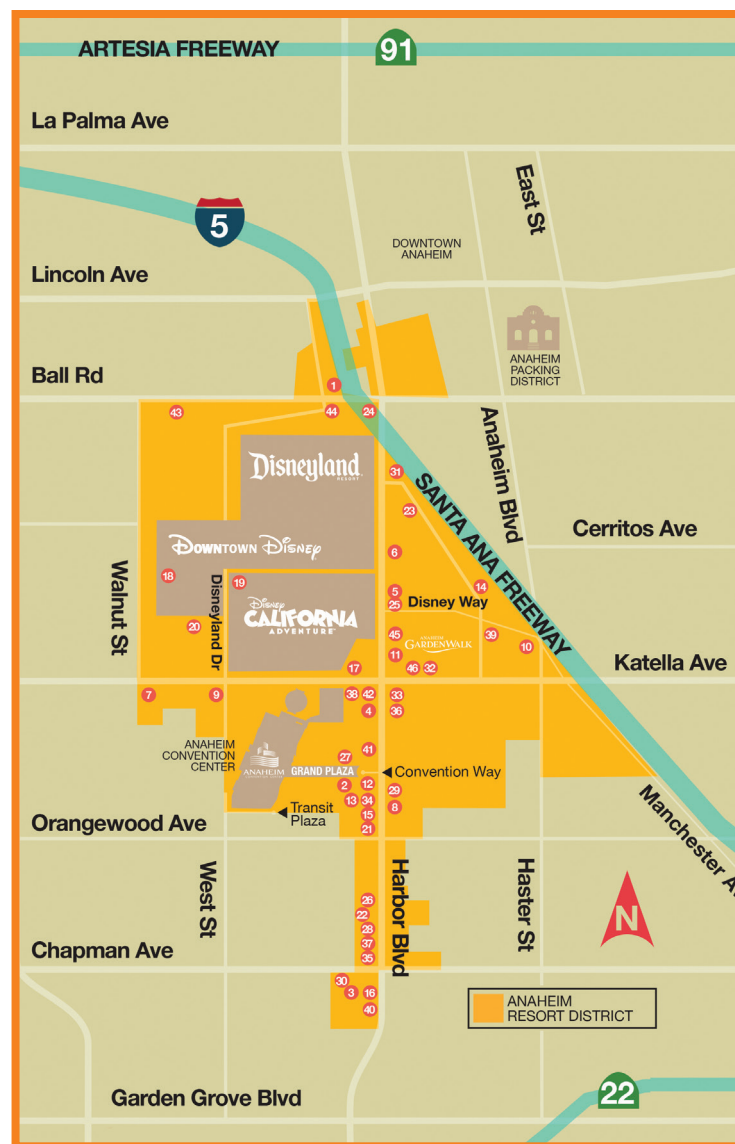 ARTESIA FREEWAY
91
La Palma Ave
East St
5
DOWNTOWN
ANAHEIM
Lincoln Ave
ANAHEIM
PACKING
DISTRICT
Ball Rd
1
43
44
24
Anaheim Blvd
Disneyland
RESORT
31
SANTA ANA FREEWAY
23
Cerritos Ave
DOWNTOWN DISNEY
6
Walnut St
18
Disneyland Dr
19
Disney
CALIFORNIA
ADVENTURE
5
25
Disney Way
14
20
45
ANAHEIM
GARDENWALK
39
10
11
17
46
32
Katella Ave
7
9
38
42
33
4
36
ANAHEIM
CONVENTION
CENTER
41
27
ANAHEIM
GRAND PLAZA
Convention Way
2
12
29
13
34
8
Transit
Plaza
15
Orangewood Ave
21
Manchester Av
West St
Harbor Blvd
Haster St
26
22
28
37
N
Chapman Ave
35
30
3
16
40
ANAHEIM
RESORT DISTRICT
Garden Grove Blvd
22